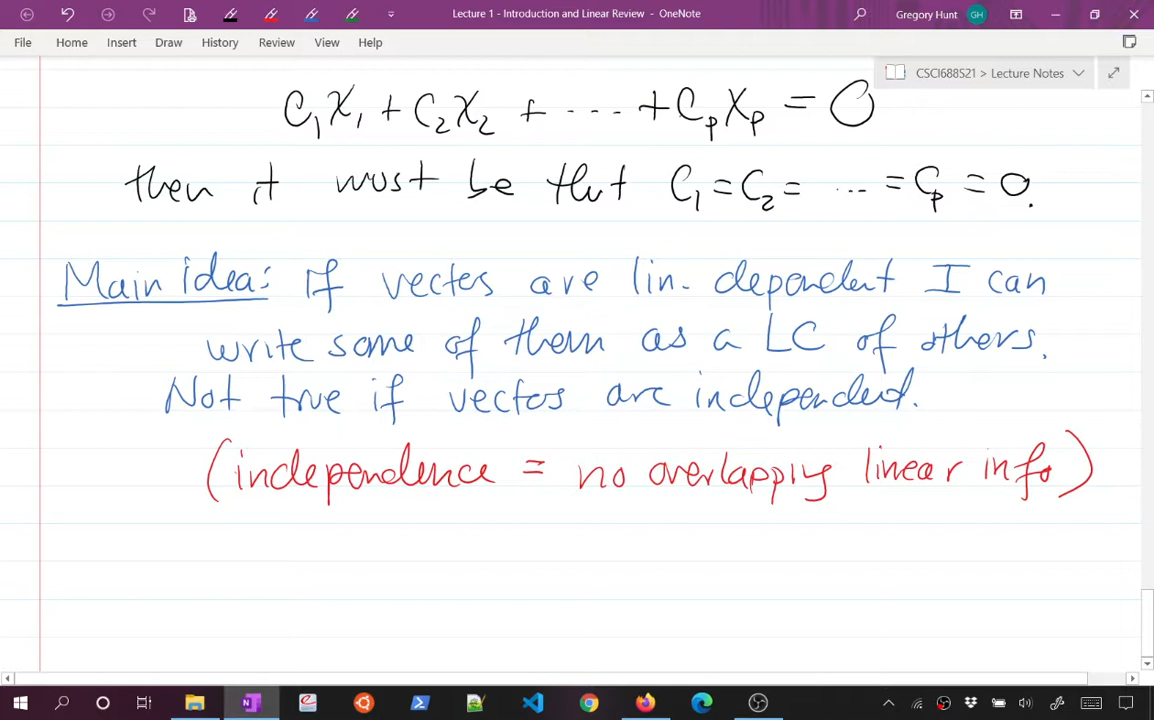 Lecture 1 - Introduction and Linear Review - OneNote
Gregory Hunt GH
File Home Insert Draw History Review View Help
CSCI688S21 > Lecture Notes
C₁X₁ + C₂X₂ + ... + CₚXₚ = 0
then it must be that C₁ = C₂ = ... = Cₚ = 0.
Main idea: If vectors are lin. dependent I can
write some of them as a LC of others.
Not true if vectors are independent.
(independence = no overlapping linear info)